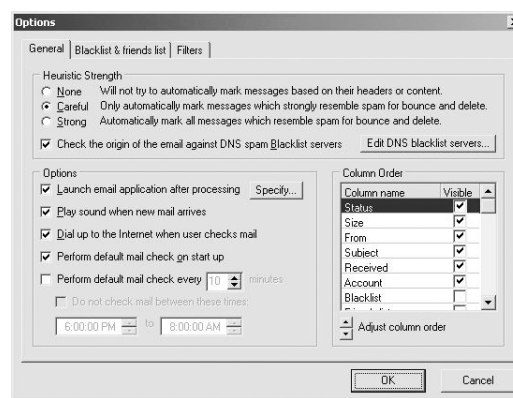 Options
General
Blacklist & friends list
Filters
Heuristic Strength
None Will not try to automatically mark messages based on their headers or content.
Careful Only automatically mark messages which strongly resemble spam for bounce and delete.
Strong Automatically mark all messages which resemble spam for bounce and delete.
Check the origin of the email against DNS spam Blacklist servers
Edit DNS blacklist servers...
Options
Launch email application after processing
Specify...
Play sound when new mail arrives
Dial up to the Internet when user checks mail
Perform default mail check on start up
Perform default mail check every 10 minutes
Do not check mail between these times:
6:00:00 PM to 8:00:00 AM
Column Order
Column name Visible
Status
Size
From
Subject
Received
Account
Blacklist
Adjust column order
OK
Cancel